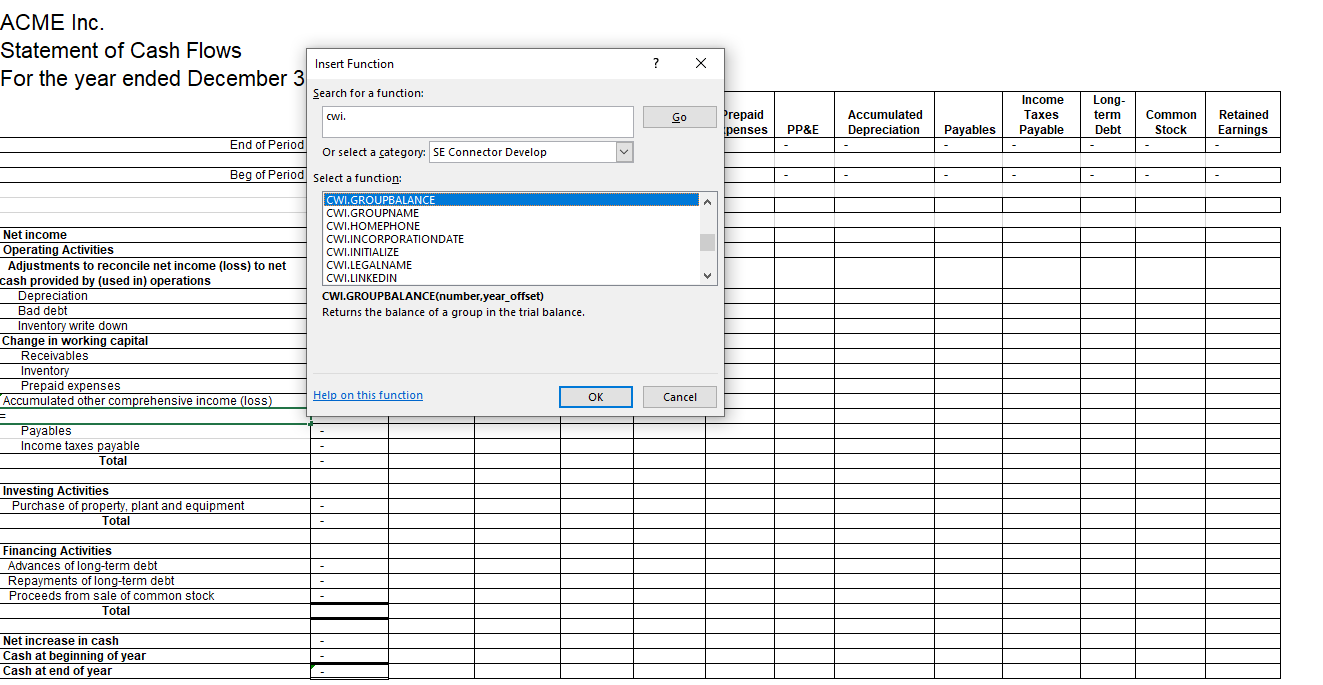 ACME Inc.
Statement of Cash Flows
For the year ended December 3
Insert Function
?
Search for a function:
cwi.
Go
Or select a category: SE Connector Develop
Select a function:
CWI.GROUPBALANCE
CWI.GROUPNAME
CWI.HOMEPHONE
CWI.INCORPORATIONDATE
CWI.INITIALIZE
CWI.LEGALNAME
CWI.LINKEDIN
CWI.GROUPBALANCE(number,year_offset)
Returns the balance of a group in the trial balance.
Help on this function
OK
Cancel
PP&E
Accumulated
Depreciation
Payables
Income
Taxes
Payable
Long-
term
Debt
Common
Stock
Retained
Earnings
End of Period
- - - - - - -
Beg of Period
- - - - - - -
Net income
Operating Activities
Adjustments to reconcile net income (loss) to net
cash provided by (used in) operations
Depreciation
Bad debt
Inventory write down
Change in working capital
Receivables
Inventory
Prepaid expenses
Accumulated other comprehensive income (loss)
=
Payables -
Income taxes payable -
Total -
Investing Activities
Purchase of property, plant and equipment -
Total -
Financing Activities
Advances of long-term debt -
Repayments of long-term debt -
Proceeds from sale of common stock -
Total
Net increase in cash -
Cash at beginning of year -
Cash at end of year -